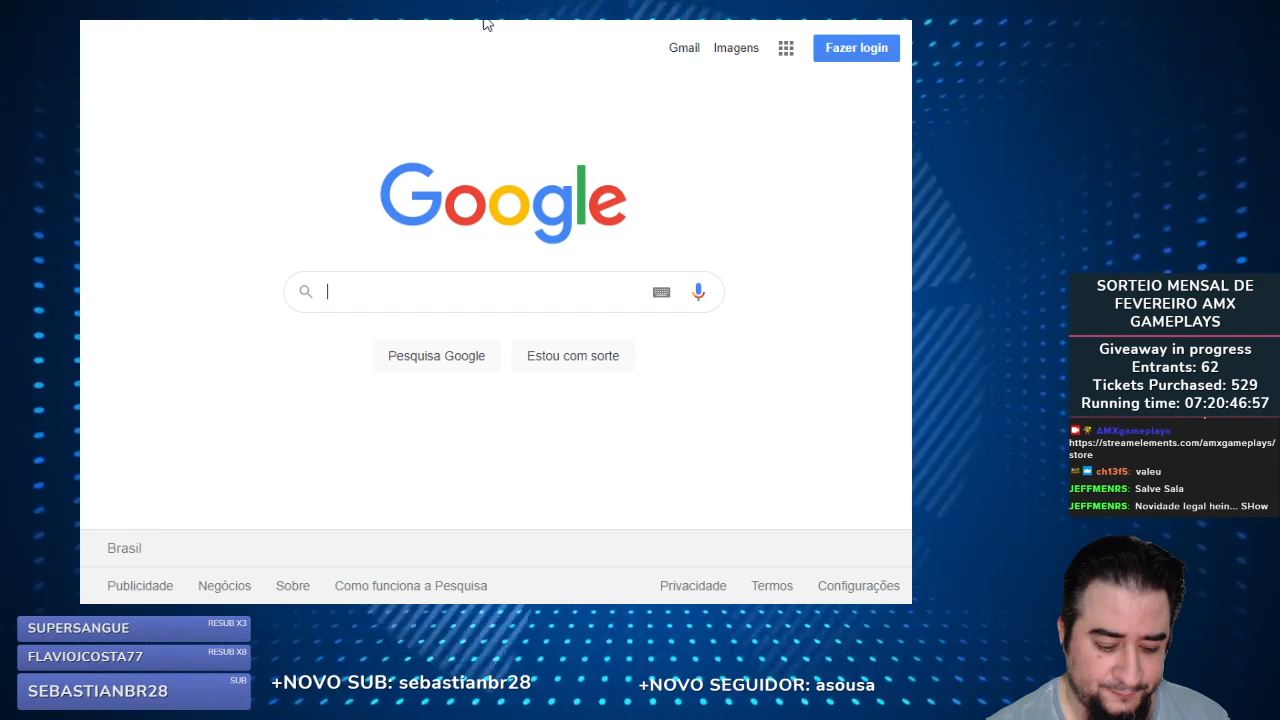 Gmail Imagens Fazer login
Google
Pesquisa Google Estou com sorte
Brasil
Publicidade Negócios Sobre Como funciona a Pesquisa Privacidade Termos Configurações
SORTEIO MENSAL DE
FEVEREIRO AMX
GAMEPLAYS
Giveaway in progress
Entrants: 62
Tickets Purchased: 529
Running time: 07:20:46:57
AMXgameplays:
https://streamelements.com/amxgameplays/
store
ch13f5: valeu
JEFFMENRS: Salve Sala
JEFFMENRS: Novidade legal hein... SHow
SUPERSANGUE RESUB X3
FLAVIOJCOSTA77 RESUB X8
SEBASTIANBR28 SUB
+NOVO SUB: sebastianbr28
+NOVO SEGUIDOR: asousa